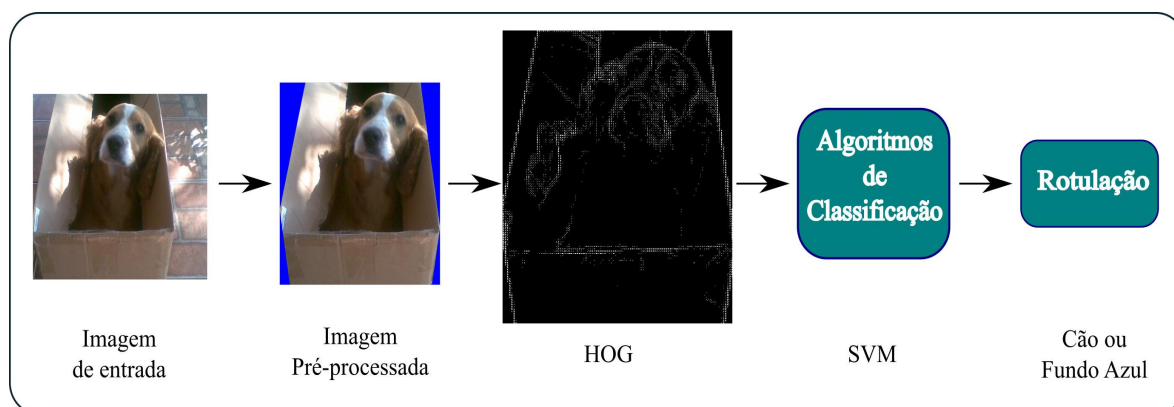 Algoritmos
de
Classificação
Rotulação
Imagem
de entrada
Imagem
Pré-processada
HOG
SVM
Cão ou
Fundo Azul